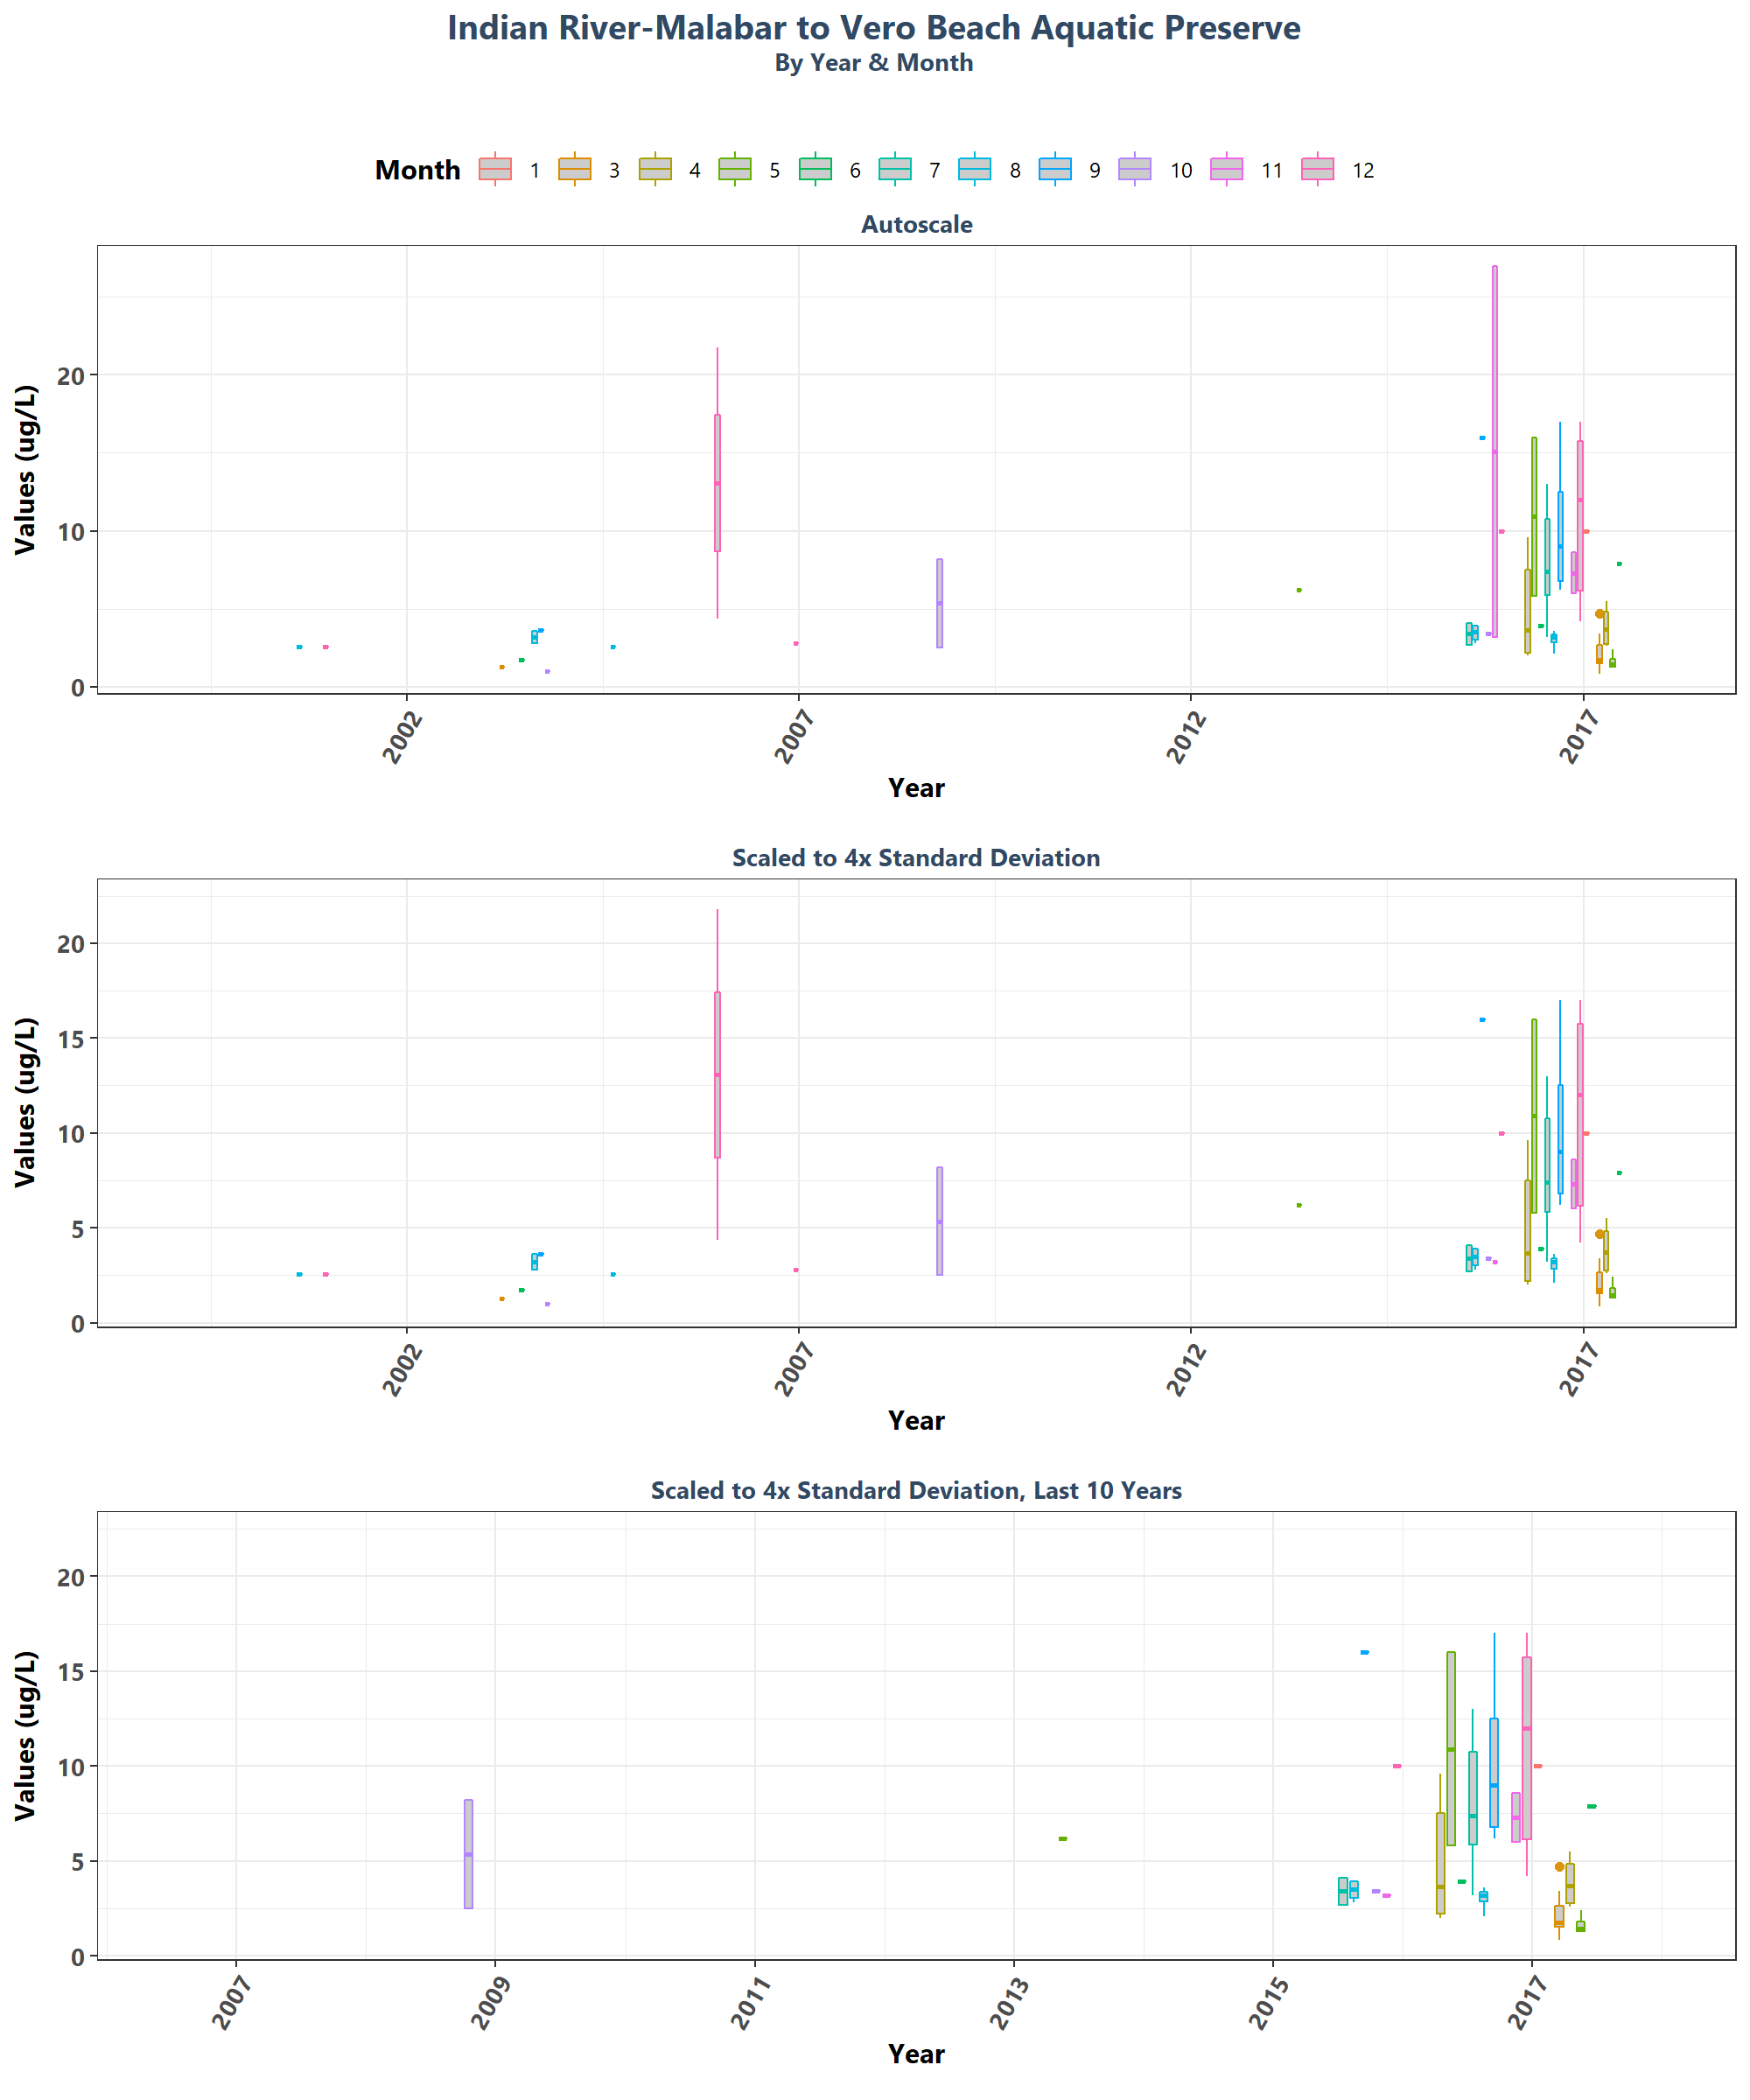 Indian River-Malabar to Vero Beach Aquatic Preserve
By Year & Month
Month 1 3 4 5 6 7 8 9 10 11 12
Autoscale
Values (ug/L)
20
10
0
2002 2007 2012 2017
Year
Scaled to 4x Standard Deviation
Values (ug/L)
20
15
10
5
0
2002 2007 2012 2017
Year
Scaled to 4x Standard Deviation, Last 10 Years
Values (ug/L)
20
15
10
5
0
2007 2009 2011 2013 2015 2017
Year